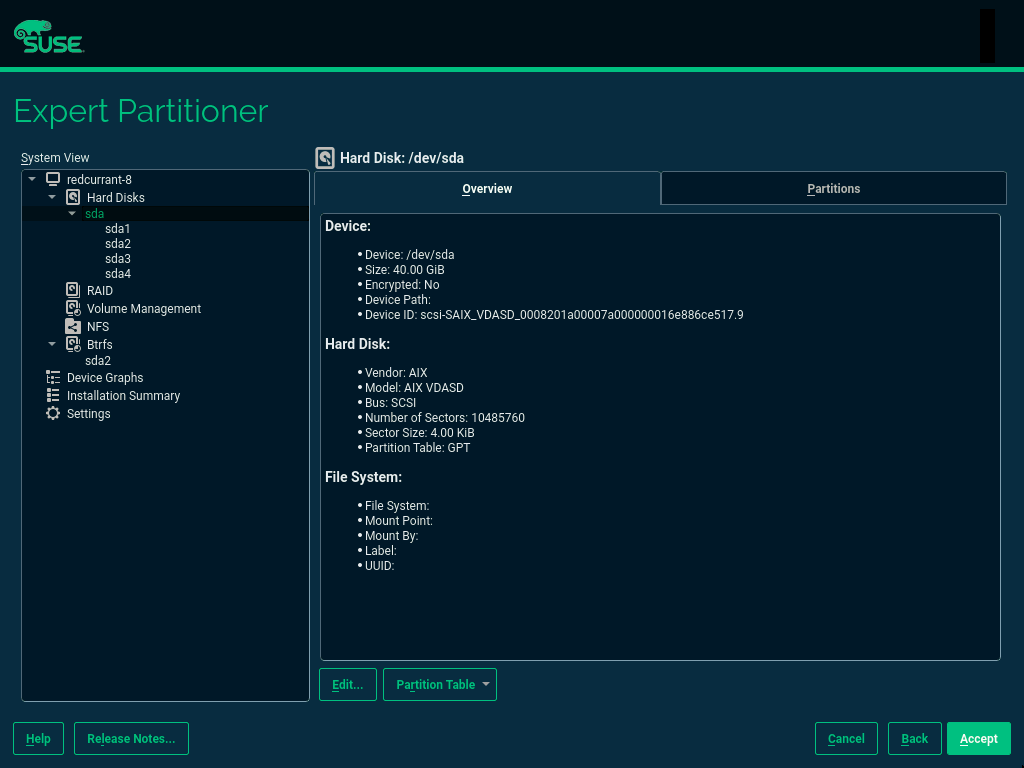 SUSE
Expert Partitioner
System View
redcurrant-8
Hard Disks
sda
sda1
sda2
sda3
sda4
RAID
Volume Management
NFS
Btrfs
sda2
Device Graphs
Installation Summary
Settings
Hard Disk: /dev/sda
Overview
Partitions
Device:
• Device: /dev/sda
• Size: 40.00 GiB
• Encrypted: No
• Device Path:
• Device ID: scsi-SAIX_VDASD_0008201a00007a000000016e886ce517.9
Hard Disk:
• Vendor: AIX
• Model: AIX VDASD
• Bus: SCSI
• Number of Sectors: 10485760
• Sector Size: 4.00 KiB
• Partition Table: GPT
File System:
• File System:
• Mount Point:
• Mount By:
• Label:
• UUID:
Edit...
Partition Table
Help
Release Notes...
Cancel
Back
Accept